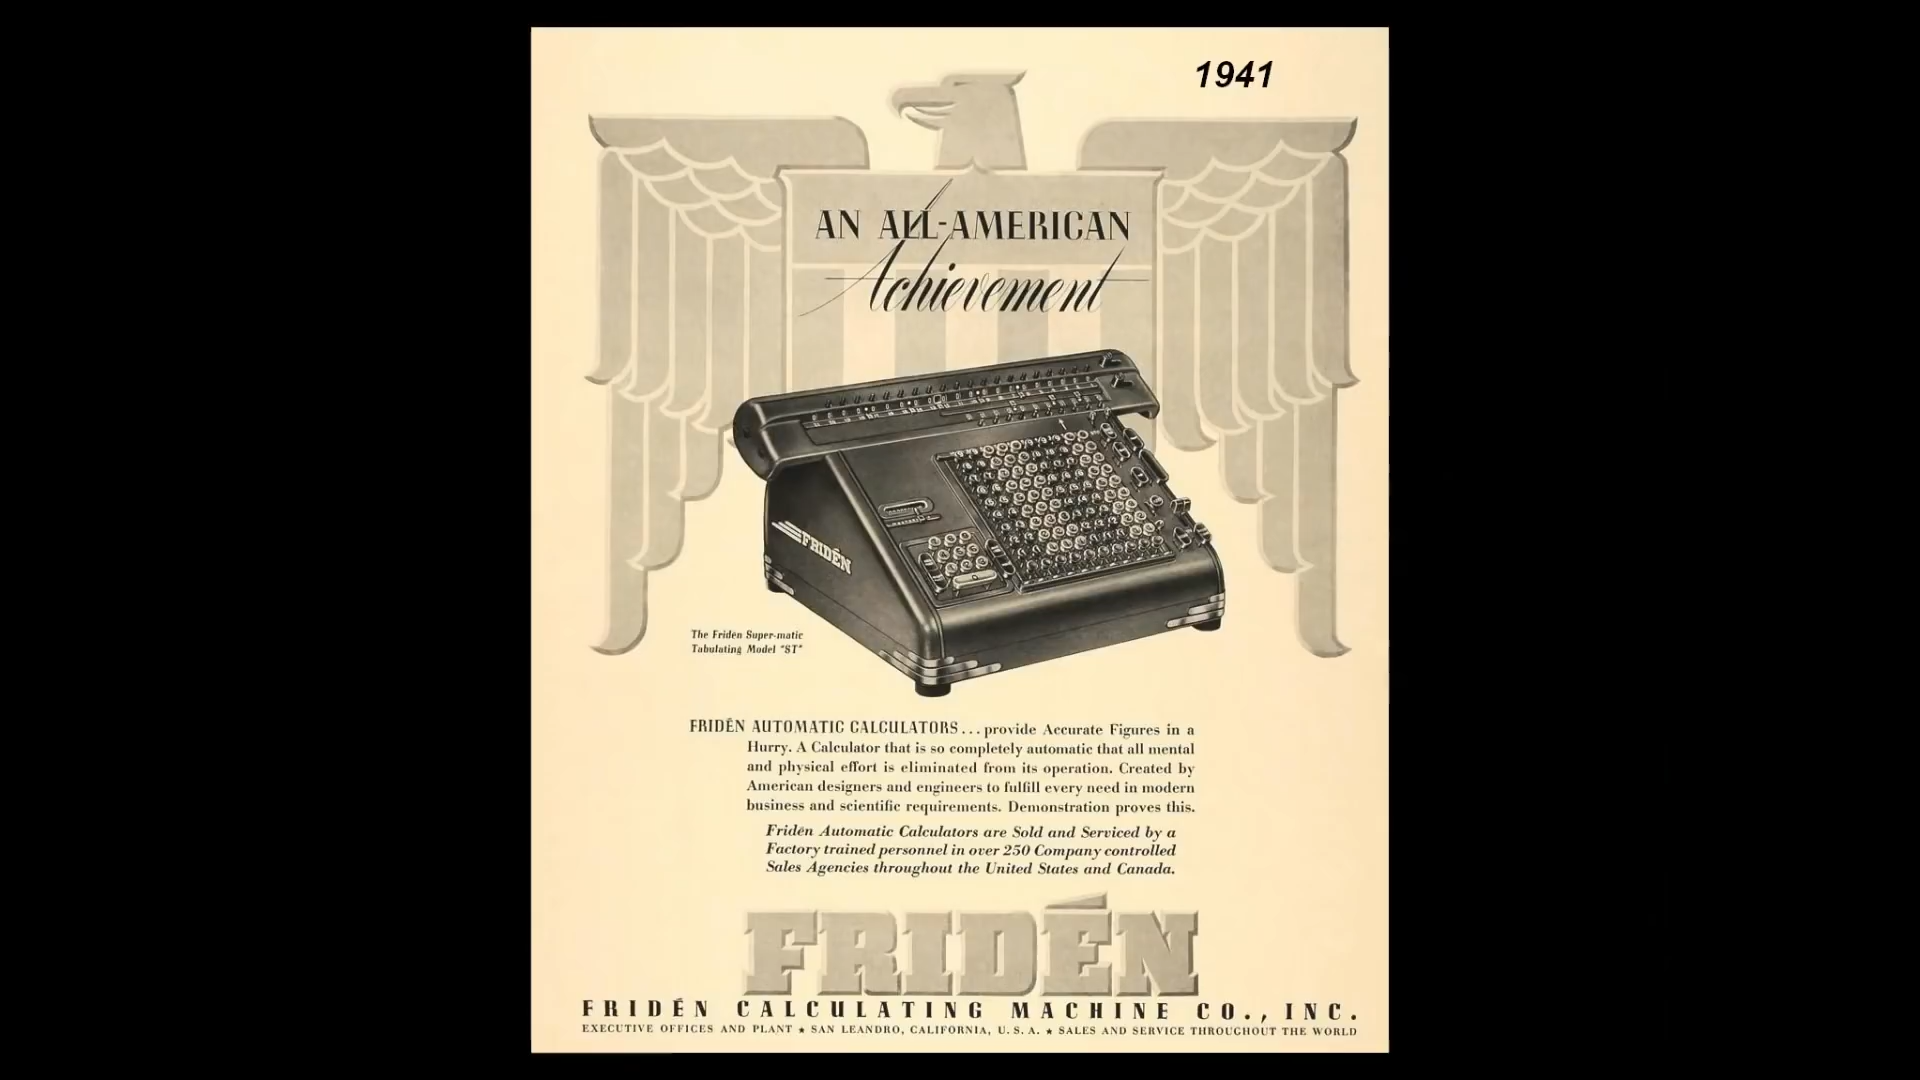 1941
AN ALL-AMERICAN
Achievement
FRIDÉN
The Fridén Super-matic
Tabulating Model "ST"
FRIDÉN AUTOMATIC CALCULATORS... provide Accurate Figures in a
Hurry. A Calculator that is so completely automatic that all mental
and physical effort is eliminated from its operation. Created by
American designers and engineers to fulfill every need in modern
business and scientific requirements. Demonstration proves this.
Fridén Automatic Calculators are Sold and Serviced by a
Factory trained personnel in over 250 Company controlled
Sales Agencies throughout the United States and Canada.
FRIDÉN
FRIDÉN CALCULATING MACHINE CO., INC.
EXECUTIVE OFFICES AND PLANT ★ SAN LEANDRO, CALIFORNIA, U.S.A. ★ SALES AND SERVICE THROUGHOUT THE WORLD